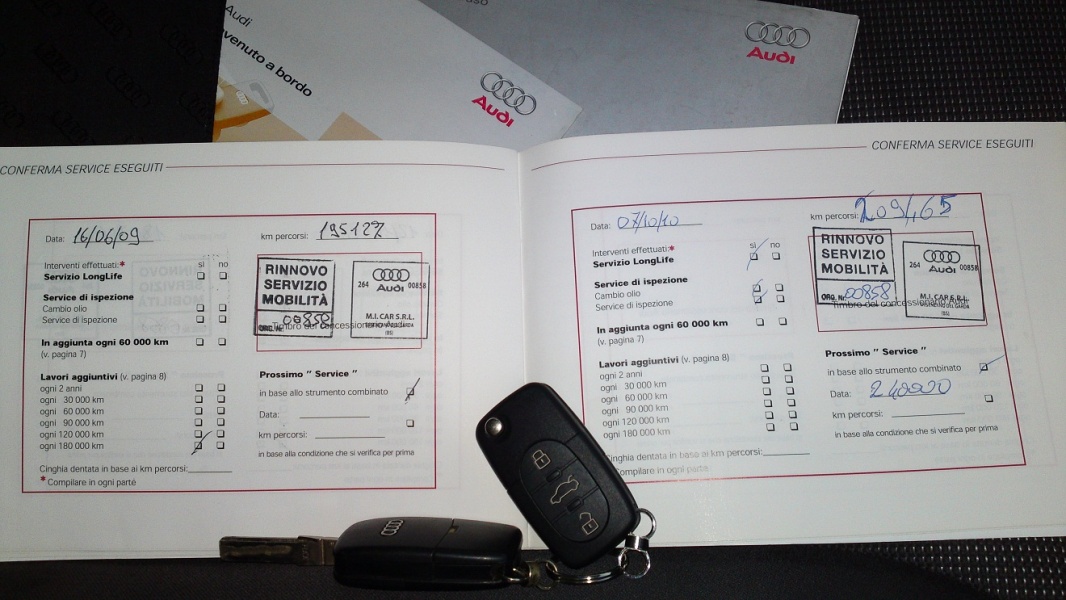 Audi
venuto a bordo
Audi
Audi
CONFERMA SERVICE ESEGUITI
Data: 16/06/09
km percorsi: 195127
Interventi effettuati:*
sì no
Servizio LongLife
Service di ispezione
Cambio olio
Service di ispezione
In aggiunta ogni 60 000 km
(v. pagina 7)
Lavori aggiuntivi (v. pagina 8)
ogni 2 anni
ogni 30 000 km
ogni 60 000 km
ogni 90 000 km
ogni 120 000 km
ogni 180 000 km
Cinghia dentata in base ai km percorsi:
*Compilare in ogni parte
RINNOVO
SERVIZIO
MOBILITÀ
ORG. Nr. 00858
264 Audi 00858
M.I. CAR S.R.L.
Timbro del concessionario Audi
Prossimo " Service "
in base allo strumento combinato
Data:
km percorsi:
in base alla condizione che si verifica per prima
CONFERMA SERVICE ESEGUITI
Data: 07/10/10
km percorsi: 209465
Interventi effettuati:*
sì no
Servizio LongLife
Service di ispezione
Cambio olio
Service di ispezione
In aggiunta ogni 60 000 km
(v. pagina 7)
Lavori aggiuntivi (v. pagina 8)
ogni 2 anni
ogni 30 000 km
ogni 60 000 km
ogni 90 000 km
ogni 120 000 km
ogni 180 000 km
Cinghia dentata in base ai km percorsi:
Compilare in ogni parte
RINNOVO
SERVIZIO
MOBILITÀ
ORG. Nr. 00858
264 Audi 00858
M.I. CAR S.R.L.
Timbro del concessionario Audi
Prossimo " Service "
in base allo strumento combinato
Data: 240000
km percorsi:
in base alla condizione che si verifica per prima